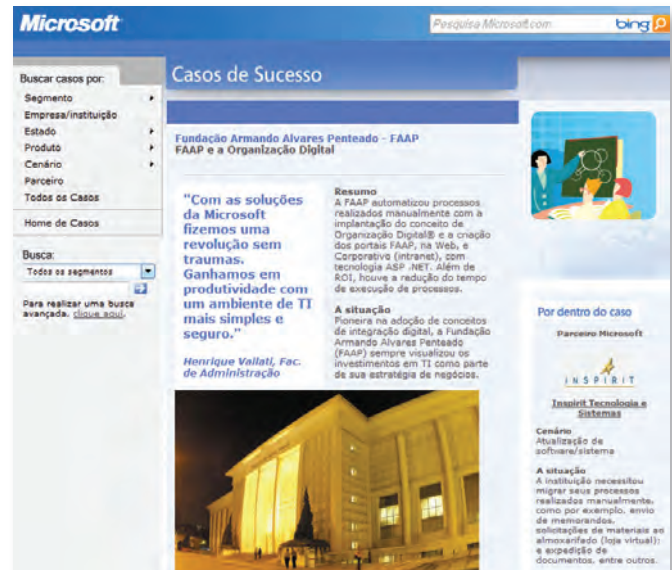 Microsoft
Pesquisa Microsoft.com
bing
Buscar casos por:
Segmento
Empresa/instituição
Estado
Produto
Cenário
Parceiro
Todos os Casos
Home de Casos
Busca:
Todos os segmentos
Para realizar uma busca
avançada, clique aqui.
Casos de Sucesso
Fundação Armando Alvares Penteado - FAAP
FAAP e a Organização Digital
"Com as soluções
da Microsoft
fizemos uma
revolução sem
traumas.
Ganhamos em
produtividade com
um ambiente de TI
mais simples e
seguro."
Henrique Vallati, Fac.
de Administração
Resumo
A FAAP automatizou processos
realizados manualmente com a
implantação do conceito de
Organização Digital® e a criação
dos portais FAAP, na Web, e
Corporativo (intranet), com
tecnologia ASP .NET. Além de
ROI, houve a redução do tempo
de execução de processos.
A situação
Pioneira na adoção de conceitos
de integração digital, a Fundação
Armando Alvares Penteado
(FAAP) sempre visualizou os
investimentos em TI como parte
de sua estratégia de negócios.
Por dentro do caso
Parceiro Microsoft
INSPIRIT
Inspirit Tecnologia e
Sistemas
Cenário
Atualização de
software/sistema
A situação
A instituição necessitou
migrar seus processos
realizados manualmente,
como por exemplo, envio
de memorandos,
solicitações de materiais ao
almoxarifado (loja virtual);
e expedição de
documentos, entre outros.